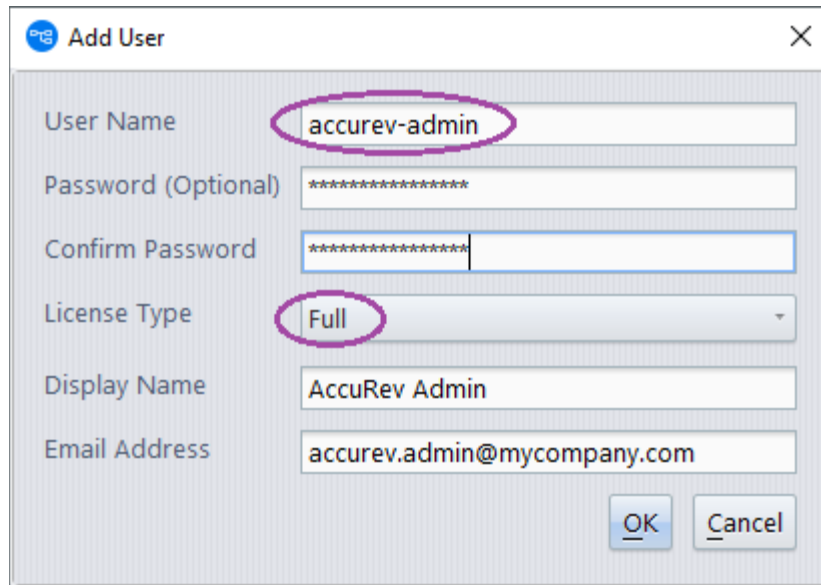 Add User
User Name accurev-admin
Password (Optional) ****************
Confirm Password ****************
License Type Full
Display Name AccuRev Admin
Email Address accurev.admin@mycompany.com
OK Cancel